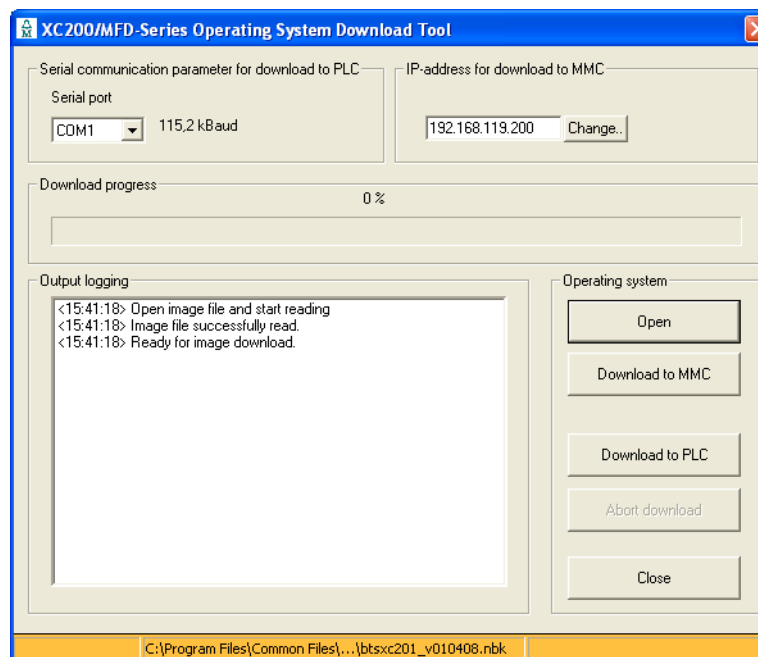 XC200/MFD-Series Operating System Download Tool
Serial communication parameter for download to PLC
Serial port
COM1
115,2 kBaud
IP-address for download to MMC
192.168.119.200
Change..
Download progress
0 %
Output logging
<15:41:18> Open image file and start reading
<15:41:18> Image file successfully read.
<15:41:18> Ready for image download.
Operating system
Open
Download to MMC
Download to PLC
Abort download
Close
C:\Program Files\Common Files\...\btsxc201_v010408.nbk